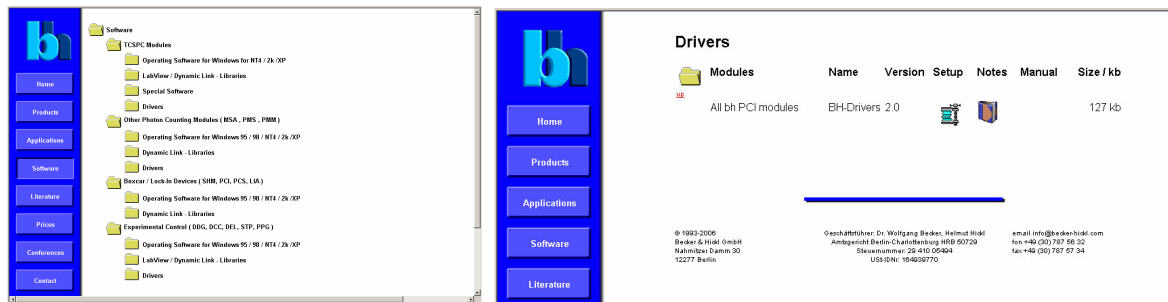 bh
Home
Products
Applications
Software
Literature
Prices
Conferences
Contact
Software
TCSPC Modules
Operating Software for Windows for NT4 / 2k /XP
LabView / Dynamic Link - Libraries
Special Software
Drivers
Other Photon Counting Modules ( MSA , PMS , PMM )
Operating Software for Windows 95 / 98 / NT4 / 2k /XP
Dynamic Link - Libraries
Drivers
Boxcar / Lock-In Devices ( SHM, PCI, PCS, LIA )
Operating Software for Windows 95 / 98 / NT4 / 2k /XP
Dynamic Link - Libraries
Experimental Control ( DDG, DCC, DEL, STP, PPG )
Operating Software for Windows 95 / 98 / NT4 / 2k /XP
LabView / Dynamic Link - Libraries
Drivers
bh
Home
Products
Applications
Software
Literature
Drivers
Modules Name Version Setup Notes Manual Size / kb
up
All bh PCI modules BH-Drivers 2.0 127 kb
© 1993-2006
Becker & Hickl GmbH
Nahmitzer Damm 30
12277 Berlin
Geschäftsführer: Dr. Wolfgang Becker, Helmut Hickl
Amtsgericht Berlin-Charlottenburg HRB 50729
Steuernummer: 29 410 05494
USt-IDNr: 164939770
email info@becker-hickl.com
fon +49 (30) 787 56 32
fax +49 (30) 787 57 34